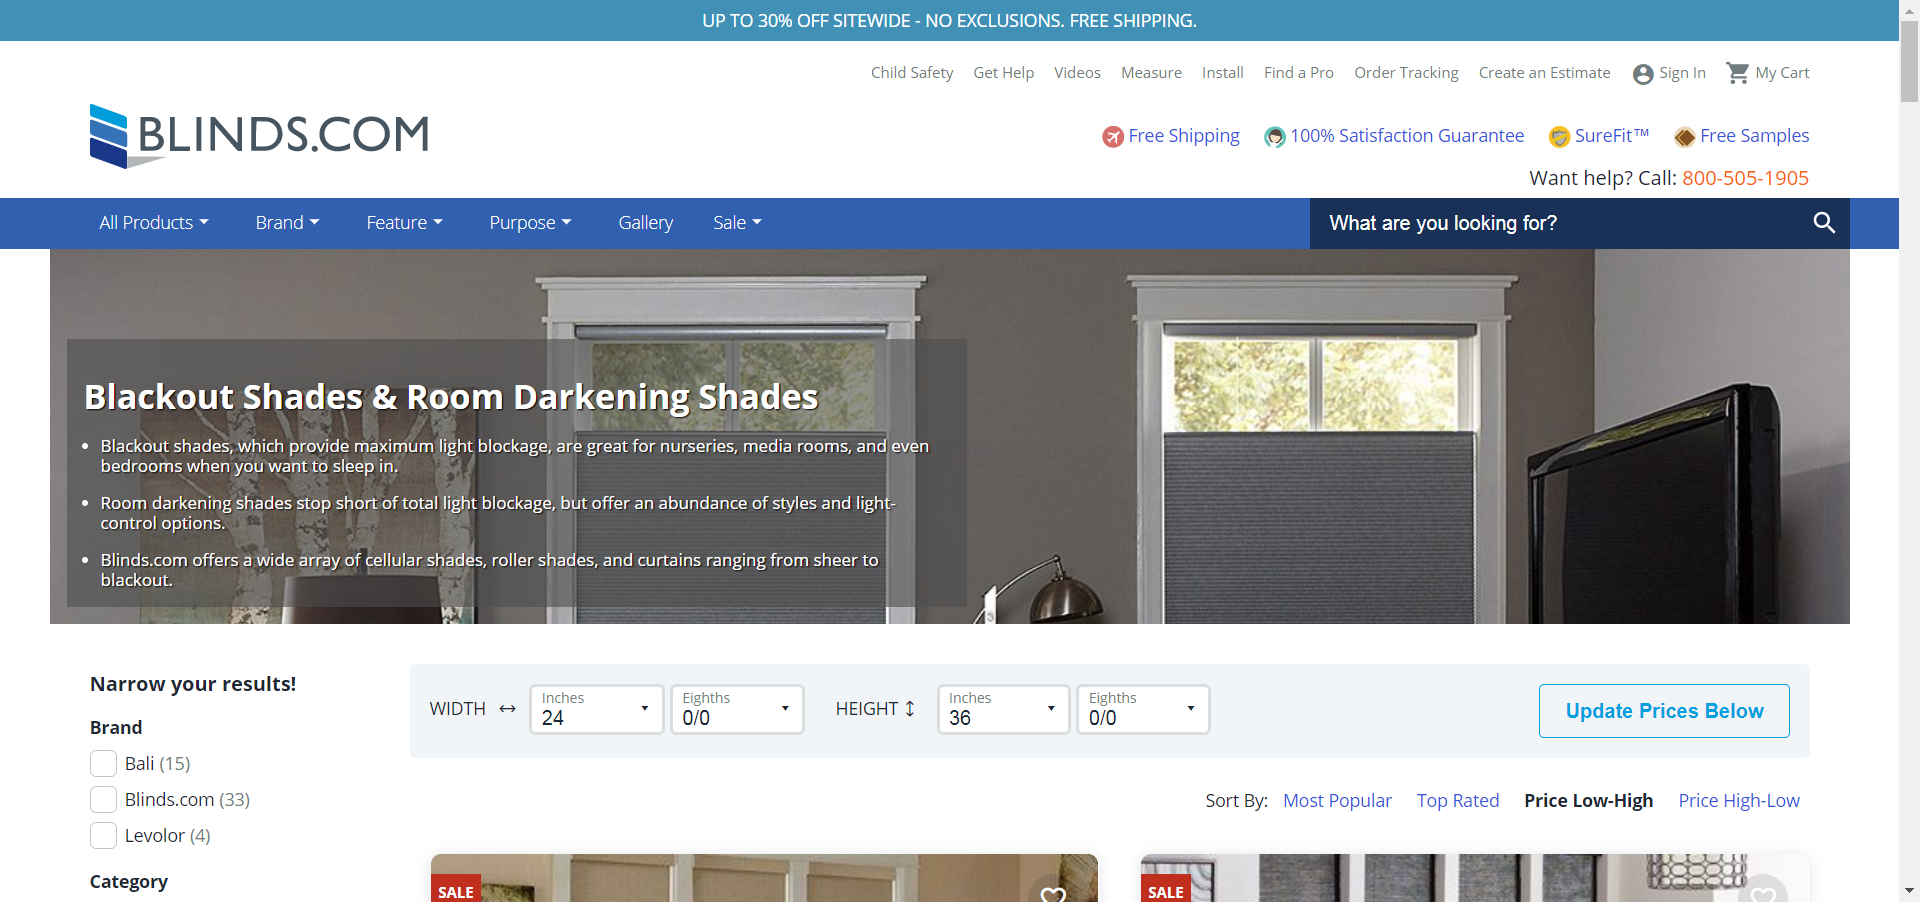 UP TO 30% OFF SITEWIDE - NO EXCLUSIONS. FREE SHIPPING.
Child Safety Get Help Videos Measure Install Find a Pro Order Tracking Create an Estimate Sign In My Cart
BLINDS.COM
Free Shipping 100% Satisfaction Guarantee SureFit™ Free Samples
Want help? Call: 800-505-1905
All Products Brand Feature Purpose Gallery Sale What are you looking for?
Blackout Shades & Room Darkening Shades
• Blackout shades, which provide maximum light blockage, are great for nurseries, media rooms, and even
bedrooms when you want to sleep in.
• Room darkening shades stop short of total light blockage, but offer an abundance of styles and light-
control options.
• Blinds.com offers a wide array of cellular shades, roller shades, and curtains ranging from sheer to
blackout.
Narrow your results!
Brand
Bali (15)
Blinds.com (33)
Levolor (4)
Category
WIDTH Inches 24 Eighths 0/0 HEIGHT Inches 36 Eighths 0/0 Update Prices Below
Sort By: Most Popular Top Rated Price Low-High Price High-Low
SALE SALE